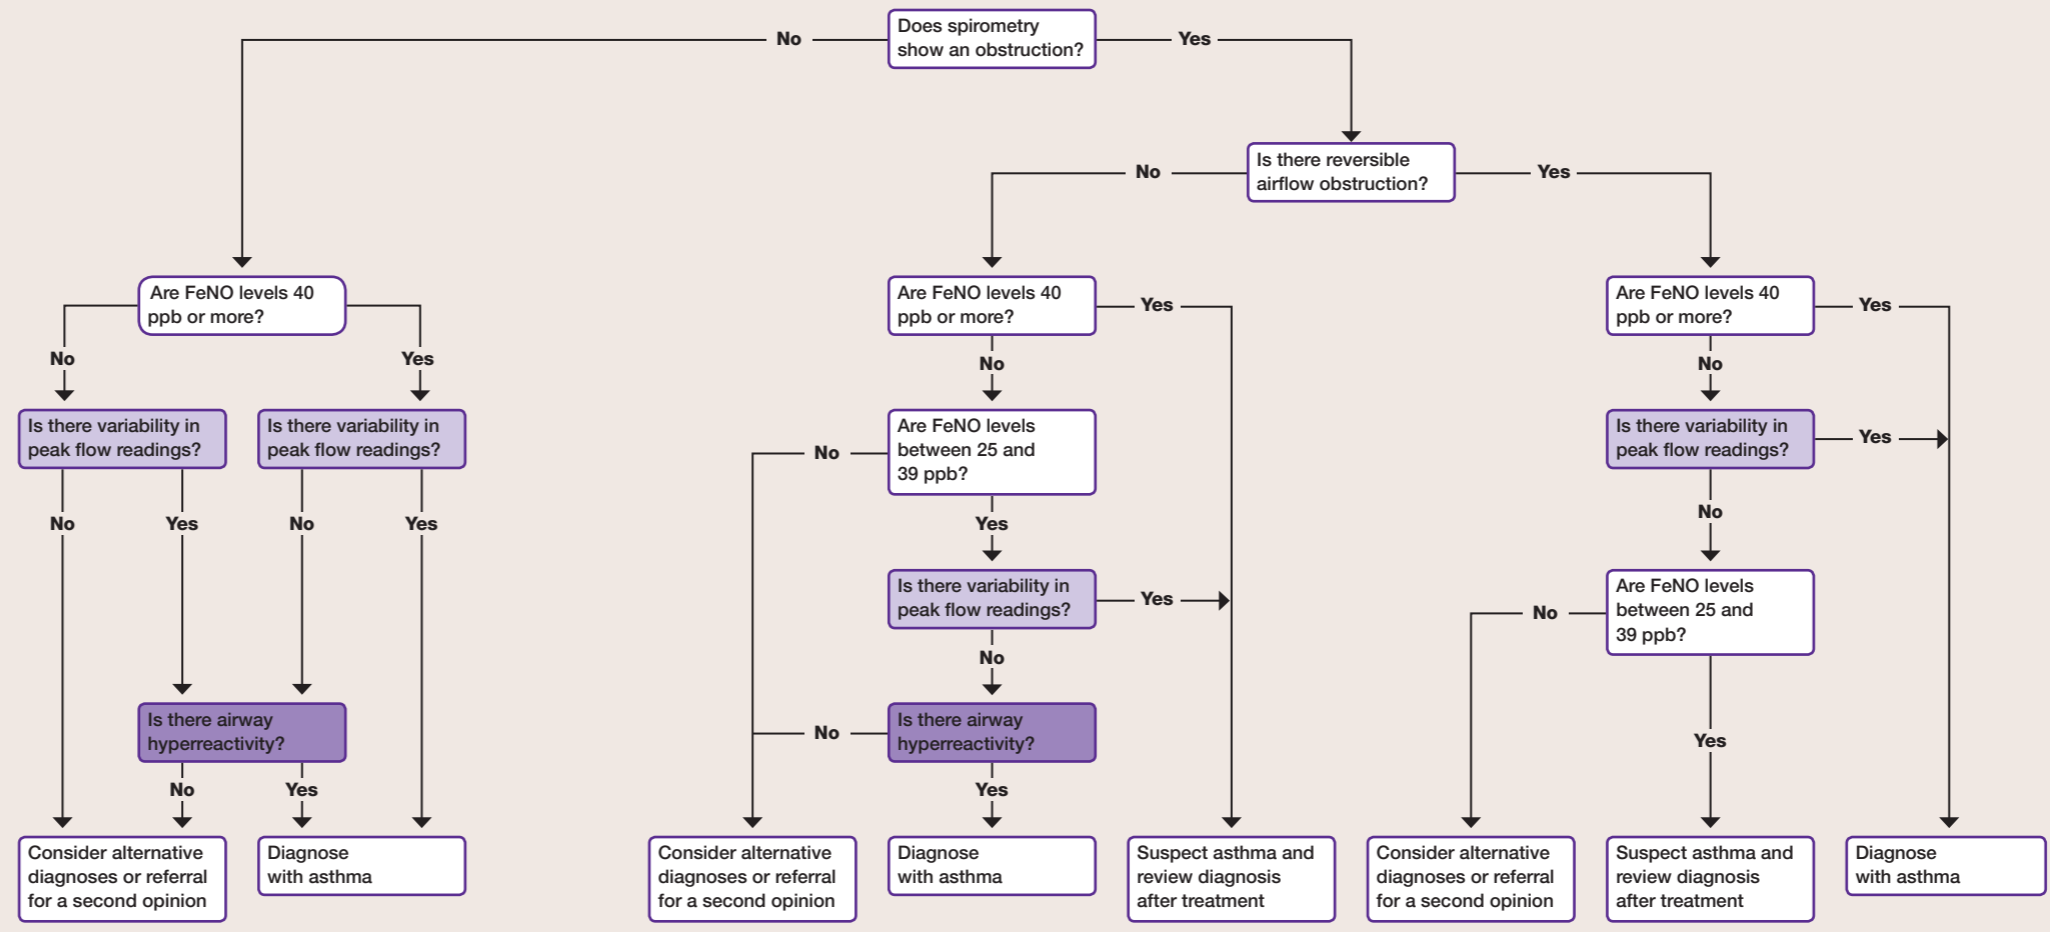 Does spirometry
show an obstruction?
No
Yes
Is there reversible
airflow obstruction?
No
Yes
Are FeNO levels 40
ppb or more?
No
Yes
Are FeNO levels 40
ppb or more?
Yes
No
Are FeNO levels 40
ppb or more?
Yes
No
Is there variability in
peak flow readings?
Is there variability in
peak flow readings?
Are FeNO levels
between 25 and
39 ppb?
No
Yes
Is there variability in
peak flow readings?
Yes
No
No
Yes
No
Yes
Is there variability in
peak flow readings?
Yes
No
Are FeNO levels
between 25 and
39 ppb?
No
Yes
Is there airway
hyperreactivity?
No
Yes
Is there airway
hyperreactivity?
No
Yes
Consider alternative
diagnoses or referral
for a second opinion
Diagnose
with asthma
Consider alternative
diagnoses or referral
for a second opinion
Diagnose
with asthma
Suspect asthma and
review diagnosis
after treatment
Consider alternative
diagnoses or referral
for a second opinion
Suspect asthma and
review diagnosis
after treatment
Diagnose
with asthma